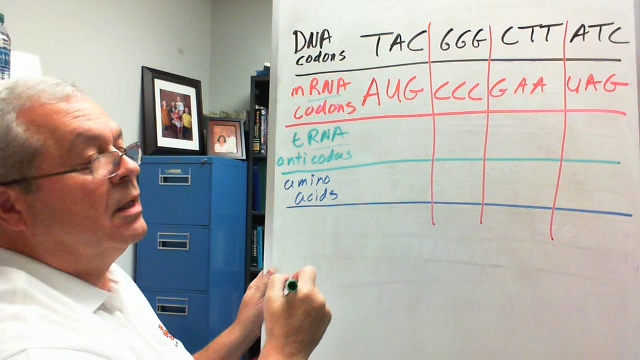 DNA codons TAC GGG CTT ATC
mRNA codons AUG CCC GAA UAG
tRNA
anticodons
amino
acids